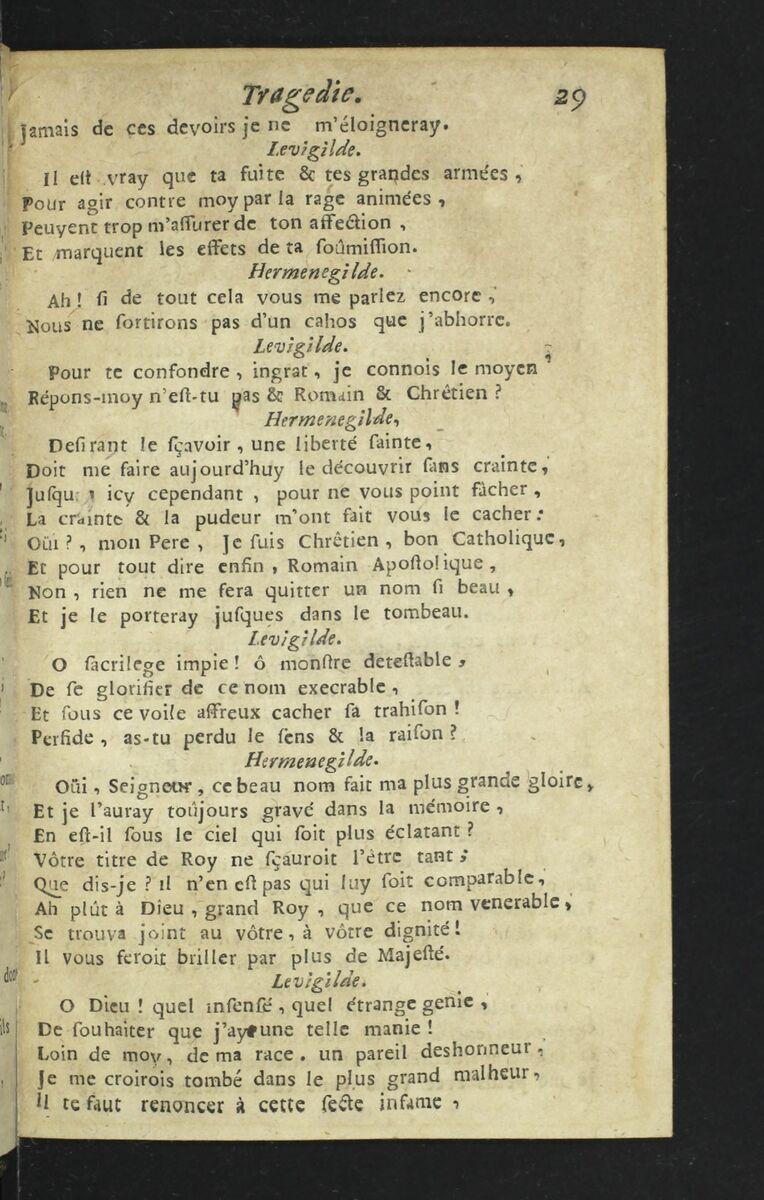 Tragedie. 29
Jamais de ces devoirs je ne m'éloigneray.
Levigilde.
Il eſt vray que ta fuite & tes grandes armées,
Pour agir contre moy par la rage animées,
Peuvent trop m'aſſurer de ton affection,
Et marquent les effets de ta ſoûmiſſion.
Hermenegilde.
Ah! ſi de tout cela vous me parlez encore,
Nous ne ſortirons pas d'un cahos que j'abhorre.
Levigilde.
Pour te confondre, ingrat, je connois le moyen,
Répons-moy n'eſt-tu pas & Romain & Chrêtien?
Hermenegilde,
Deſirant le ſçavoir, une liberté ſainte,
Doit me faire aujourd'huy le découvrir ſans crainte,
Juſqu'icy cependant, pour ne vous point fâcher,
La crainte & la pudeur m'ont fait vous le cacher:
Oüi?, mon Pere, Je ſuis Chrêtien, bon Catholique,
Et pour tout dire enfin, Romain Apoſtolique,
Non, rien ne me fera quitter un nom ſi beau,
Et je le porteray juſques dans le tombeau.
Levigilde.
O ſacrilege impie! ô monſtre deteſtable,
De ſe glorifier de ce nom execrable,
Et ſous ce voile affreux cacher ſa trahiſon!
Perfide, as-tu perdu le ſens & la raiſon?
Hermenegilde.
Oüi, Seigneur, ce beau nom fait ma plus grande gloire,
Et je l'auray toûjours gravé dans la mémoire,
En eſt-il ſous le ciel qui ſoit plus éclatant?
Vôtre titre de Roy ne ſçauroit l'être tant;
Que dis-je? il n'en eſt pas qui luy ſoit comparable,
Ah plût à Dieu, grand Roy, que ce nom venerable,
Se trouva joint au vôtre, à vôtre dignité!
Il vous feroit briller par plus de Majeſté.
Levigilde.
O Dieu! quel inſenſé, quel étrange genie,
De ſouhaiter que j'aye une telle manie!
Loin de moy, de ma race. un pareil deshonneur,
Je me croirois tombé dans le plus grand malheur,
Il te faut renoncer à cette ſecte infame,